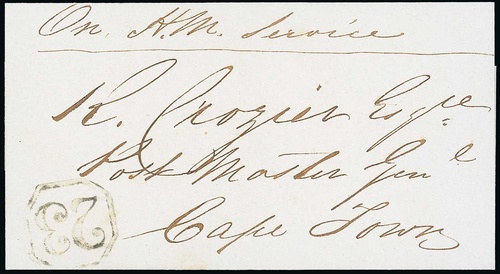 On H.M. Service
R. Crozier Esqre
Post Master Genl
Cape Town
23